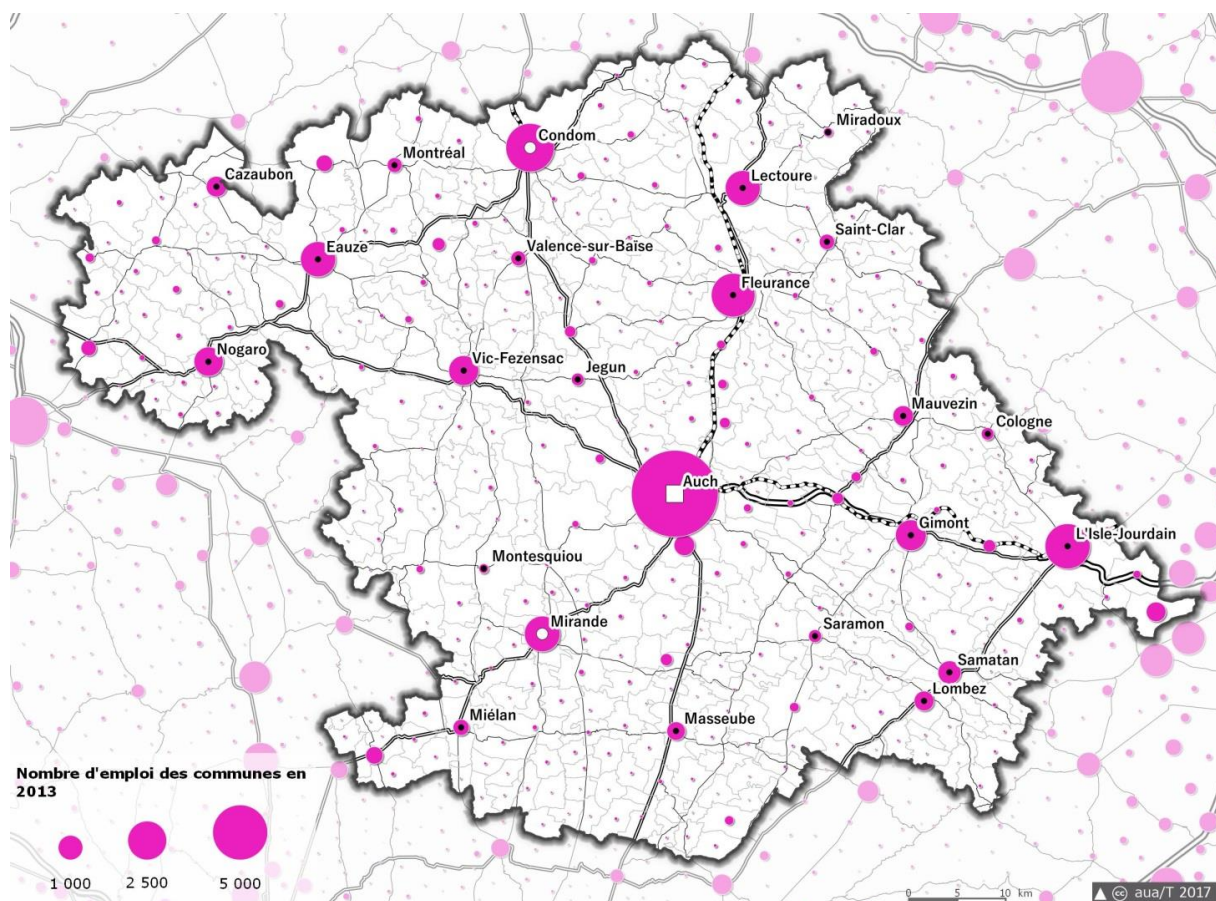 Condom
Miradoux
Montréal
Cazaubon
Lectoure
Saint-Clar
Eauze
Valence-sur-Baïse
Fleurance
Nogaro
Vic-Fezensac
Jegun
Mauvezin
Cologne
Auch
Gimont
L'Isle-Jourdain
Montesquiou
Mirande
Saramon
Samatan
Lombez
Miélan
Masseube
Nombre d'emploi des communes en
2013
1 000 2 500 5 000
0 5 10 km
cc aua/T 2017